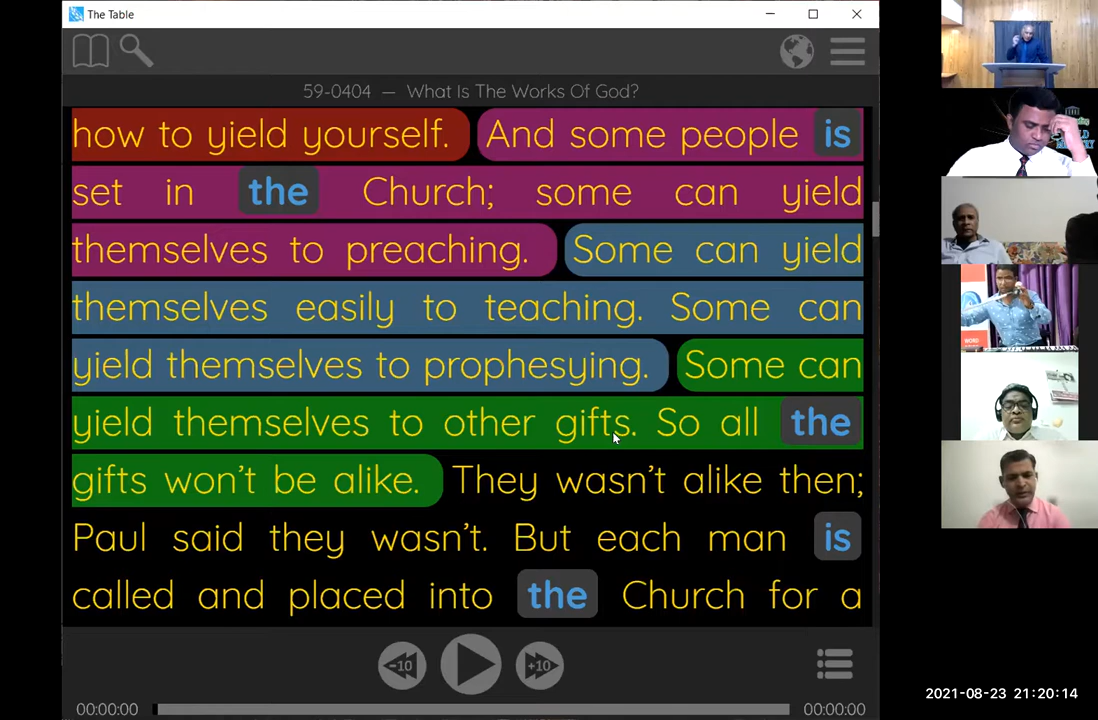 The Table
59-0404 — What Is The Works Of God?
how to yield yourself. And some people is
set in the Church; some can yield
themselves to preaching. Some can yield
themselves easily to teaching. Some can
yield themselves to prophesying. Some can
yield themselves to other gifts. So all the
gifts won't be alike. They wasn't alike then;
Paul said they wasn't. But each man is
called and placed into the Church for a
-10
+10
00:00:00
00:00:00
2021-08-23 21:20:14